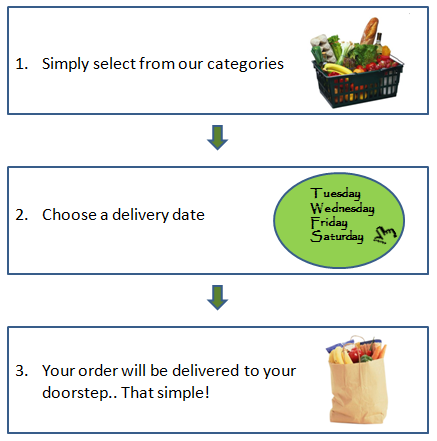 1. Simply select from our categories
2. Choose a delivery date
Tuesday
Wednesday
Friday
Saturday
3. Your order will be delivered to your
doorstep.. That simple!